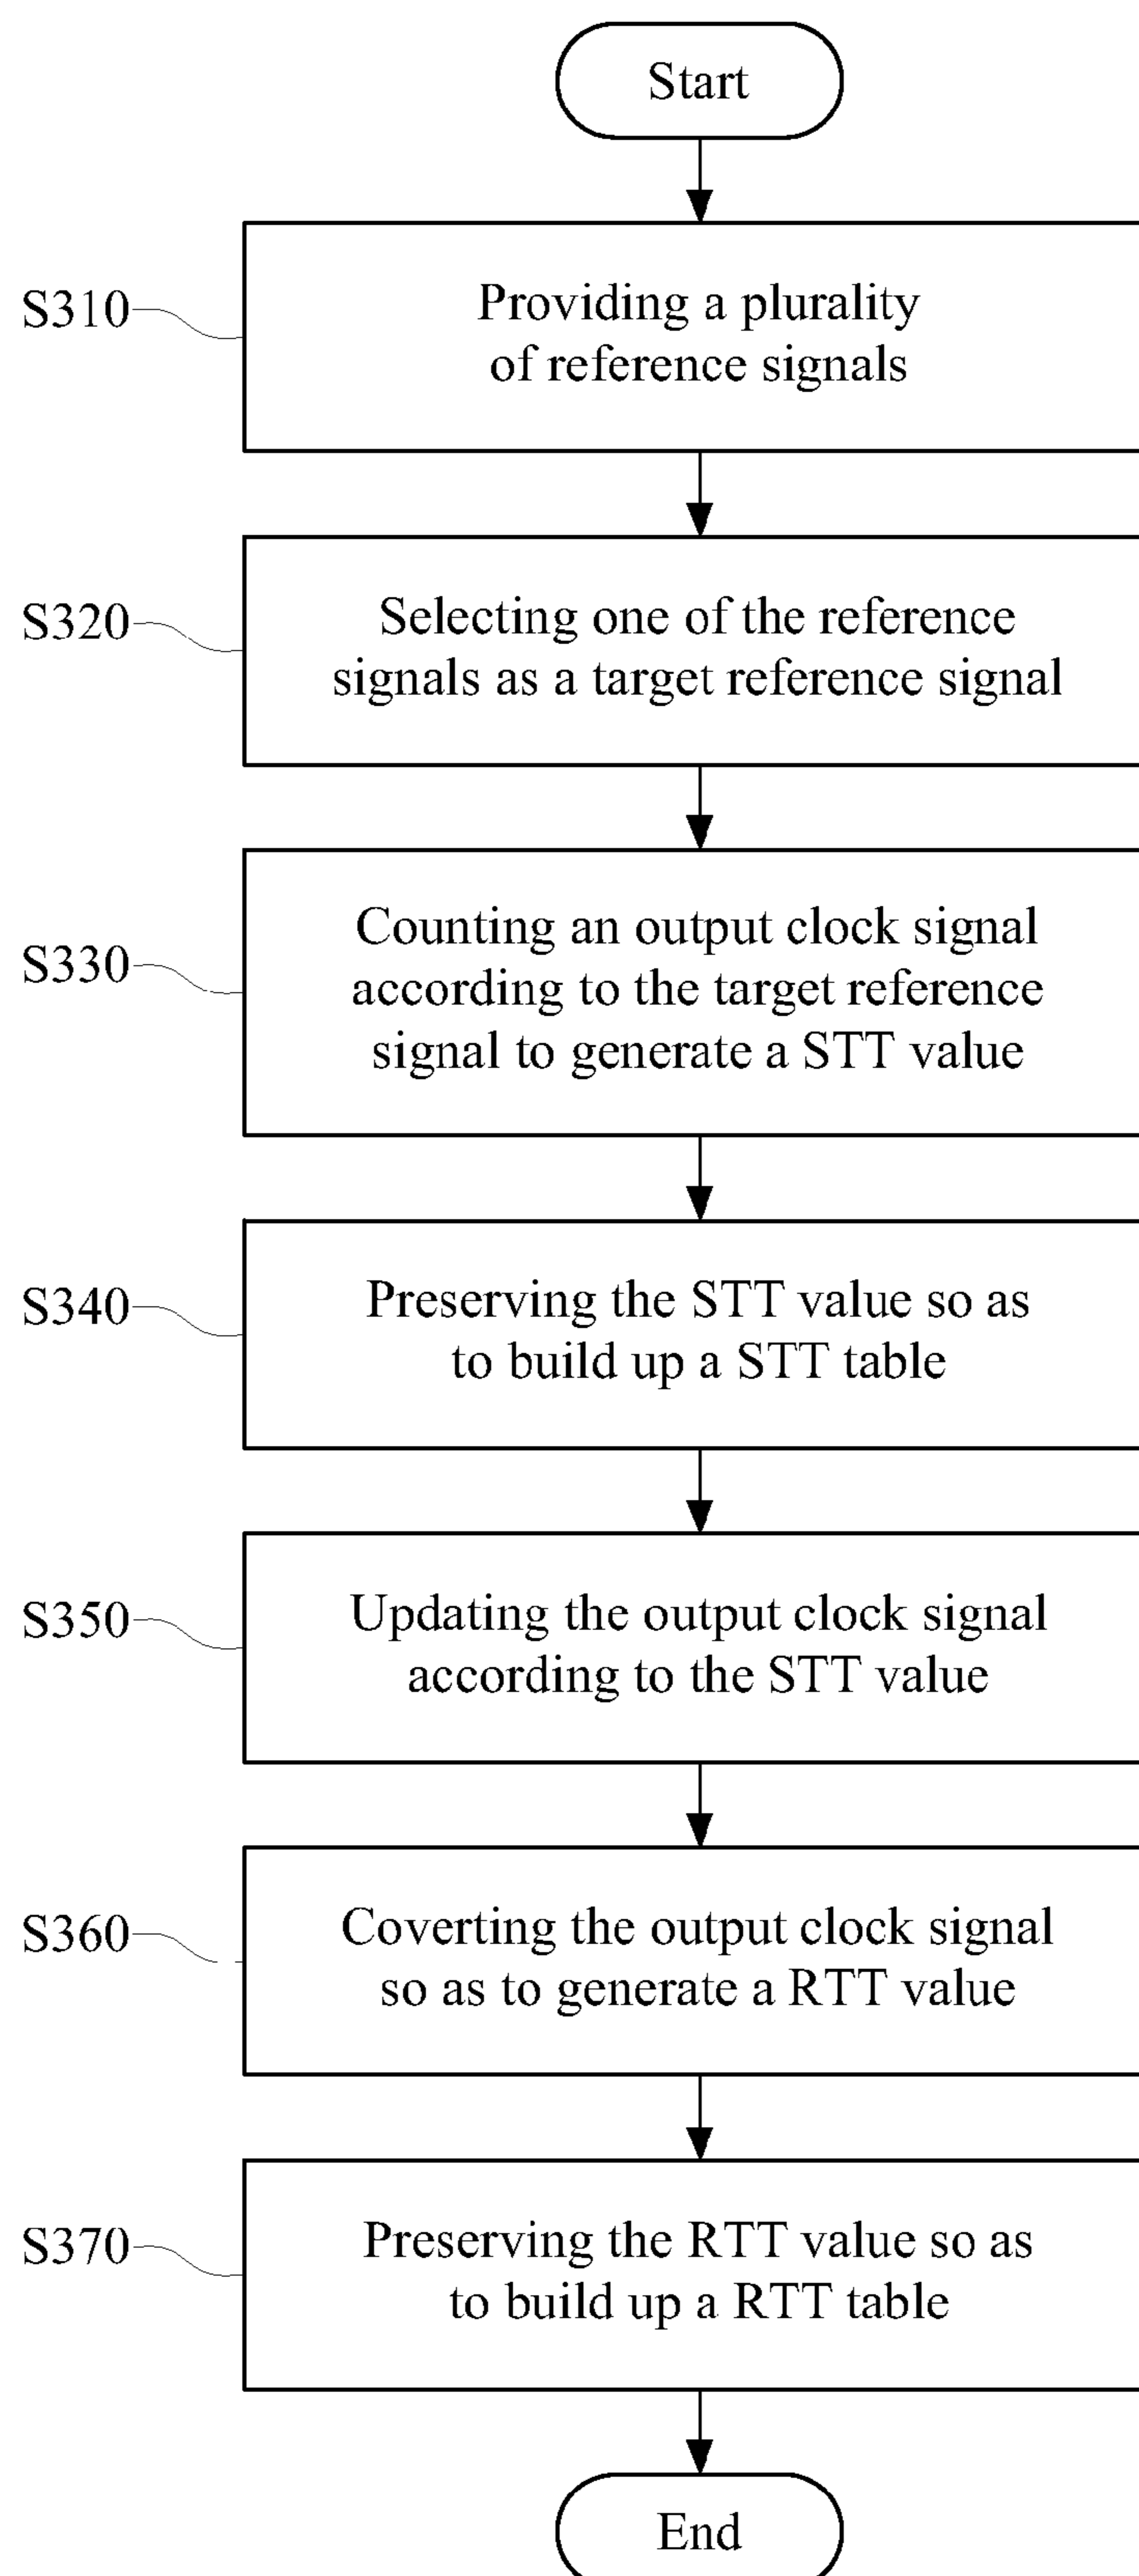 Start
S310
Providing a plurality
of reference signals
S320
Selecting one of the reference
signals as a target reference signal
S330
Counting an output clock signal
according to the target reference
signal to generate a STT value
S340
Preserving the STT value so as
to build up a STT table
S350
Updating the output clock signal
according to the STT value
S360
Coverting the output clock signal
so as to generate a RTT value
S370
Preserving the RTT value so as
to build up a RTT table
End